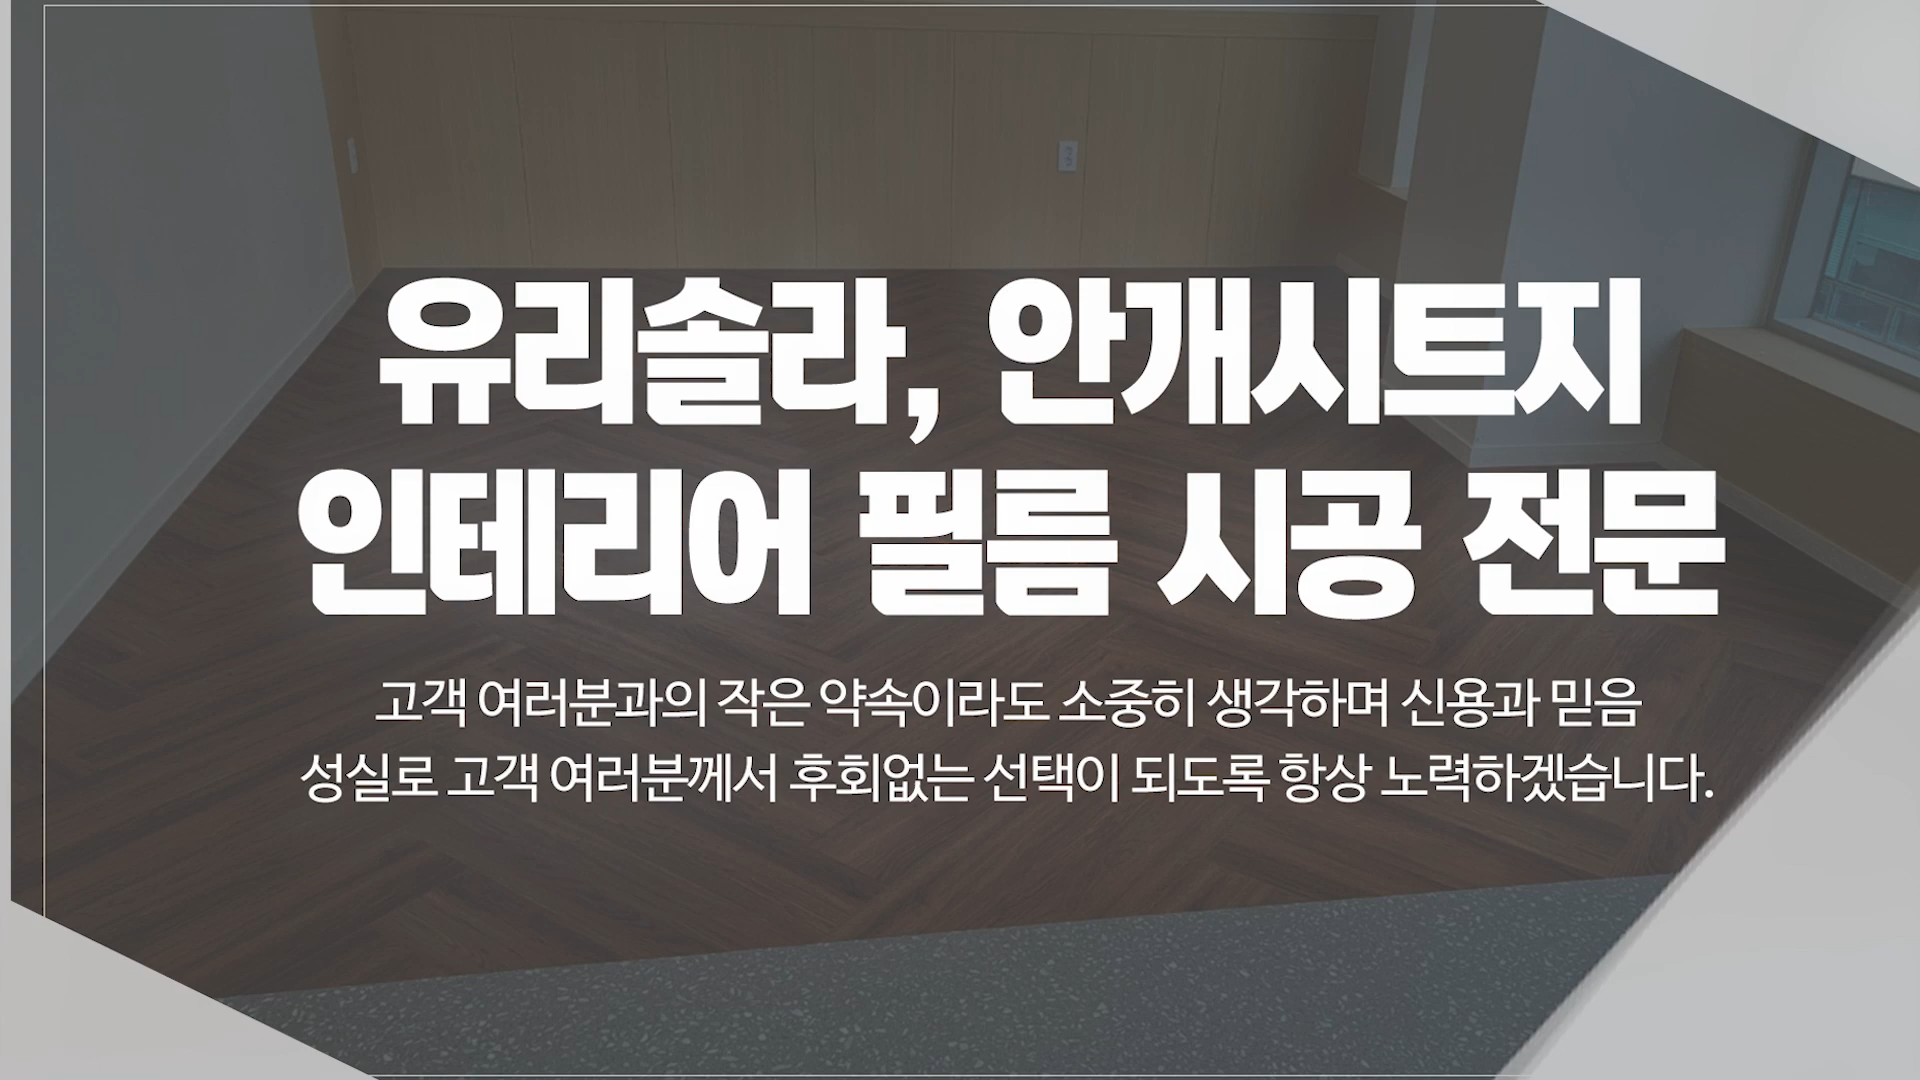 유리솔라, 안개시트지
인테리어 필름 시공 전문
고객 여러분과의 작은 약속이라도 소중히 생각하며 신용과 믿음
성실로 고객 여러분께서 후회없는 선택이 되도록 항상 노력하겠습니다.